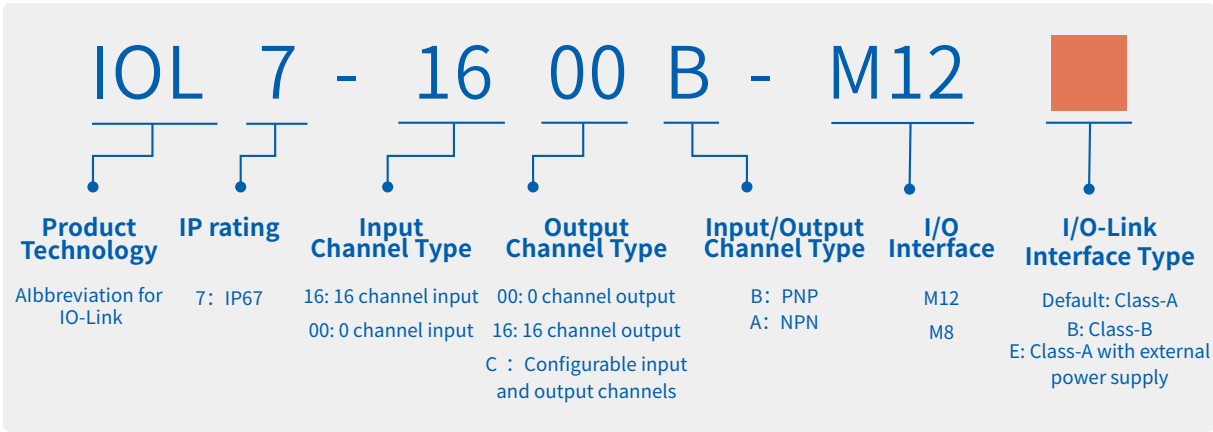 IOL 7 - 16 00 B - M12
Product
Technology
AIbbreviation for
IO-Link
IP rating
7：IP67
Input
Channel Type
16: 16 channel input
00: 0 channel input
Output
Channel Type
00: 0 channel output
16: 16 channel output
C ：Configurable input
and output channels
Input/Output
Channel Type
B：PNP
A：NPN
I/O
Interface
M12
M8
I/O-Link
Interface Type
Default: Class-A
B: Class-B
E: Class-A with external
power supply